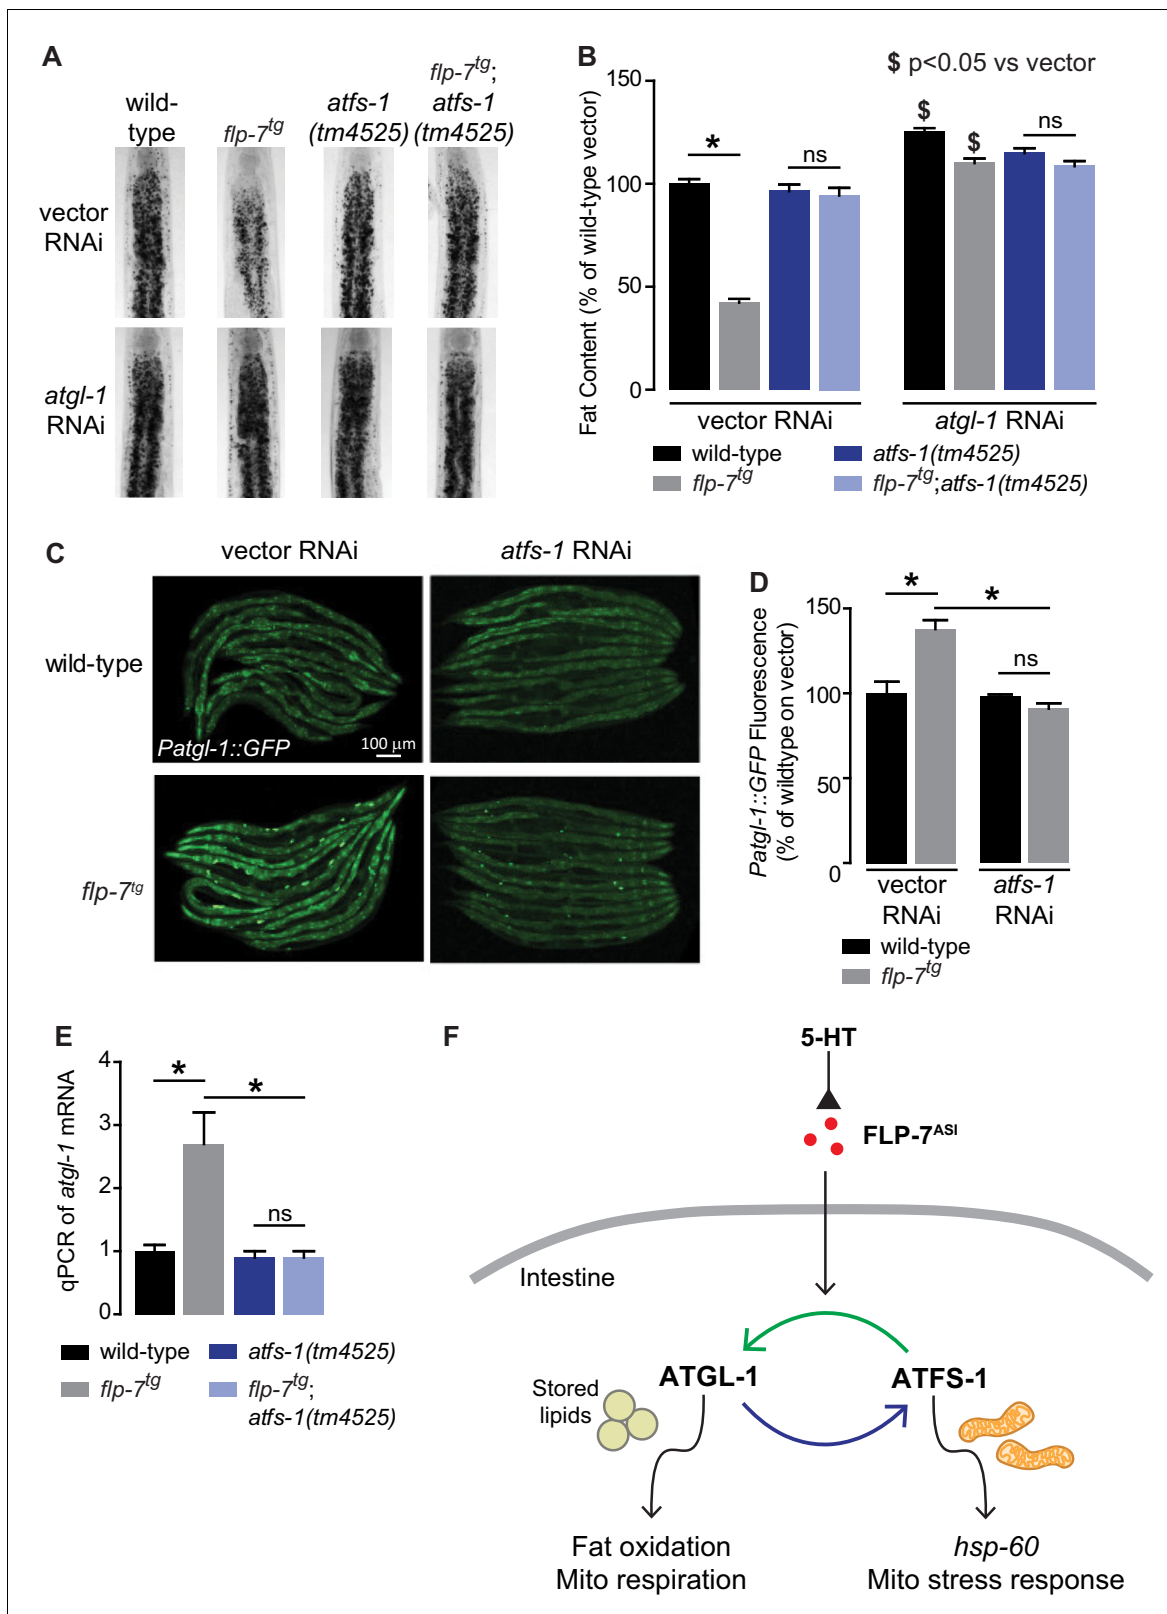 A
wild-
type
flp-7tg
atfs-1
(tm4525)
flp-7tg;
atfs-1
(tm4525)
vector
RNAi
atgl-1
RNAi
B
$ p<0.05 vs vector
Fat Content (% of wild-type vector)
150
100
50
0
*
ns
$
$
ns
vector RNAi
atgl-1 RNAi
wild-type
flp-7tg
atfs-1(tm4525)
flp-7tg;atfs-1(tm4525)
C
vector RNAi
atfs-1 RNAi
wild-type
Patgl-1::GFP
100 µm
flp-7tg
D
Patgl-1::GFP Fluorescence
(% of wildtype on vector)
150
100
50
0
*
*
ns
vector
RNAi
atfs-1
RNAi
wild-type
flp-7tg
E
qPCR of atgl-1 mRNA
4
3
2
1
0
*
*
ns
wild-type
flp-7tg
atfs-1(tm4525)
flp-7tg;
atfs-1(tm4525)
F
5-HT
FLP-7ASI
Intestine
ATGL-1
ATFS-1
Stored
lipids
Fat oxidation
Mito respiration
hsp-60
Mito stress response